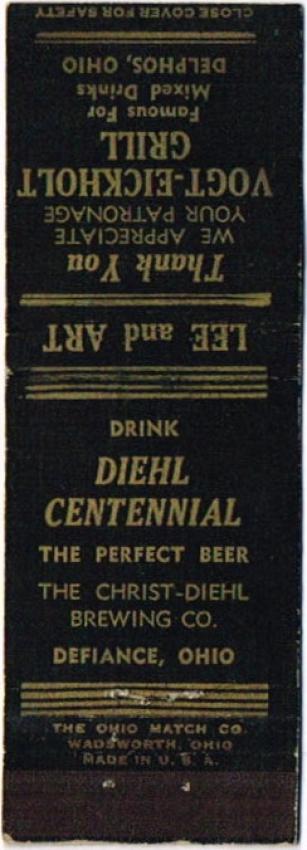 Thank You
WE APPRECIATE
YOUR PATRONAGE
VOGT-EICKHOLT
GRILL
Famous For
Mixed Drinks
DELPHOS, OHIO
CLOSE COVER FOR SAFETY
LEE and ART
DRINK
DIEHL
CENTENNIAL
THE PERFECT BEER
THE CHRIST-DIEHL
BREWING CO.
DEFIANCE, OHIO
THE OHIO MATCH CO.
WADSWORTH, OHIO
MADE IN U. S. A.